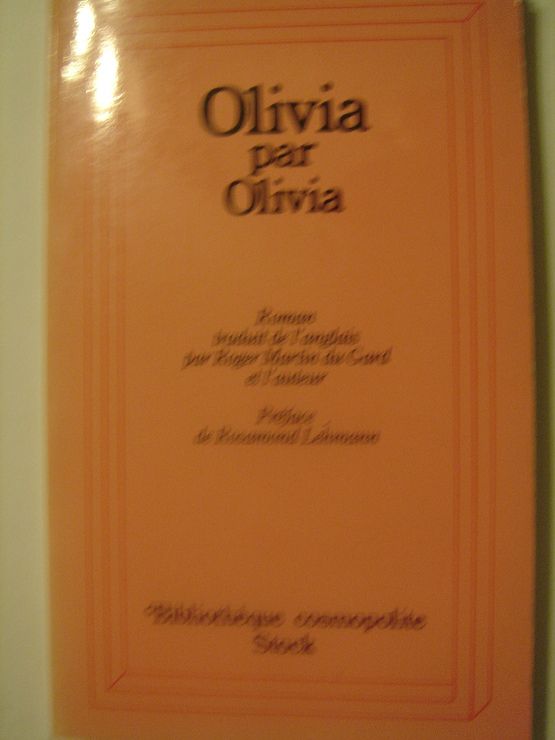 Olivia
par
Olivia
Roman
traduit de l'anglais
par Roger Martin du Gard
et l'auteur
Préface
de Rosamond Léhmann
Bibliothèque cosmopolite
Stock